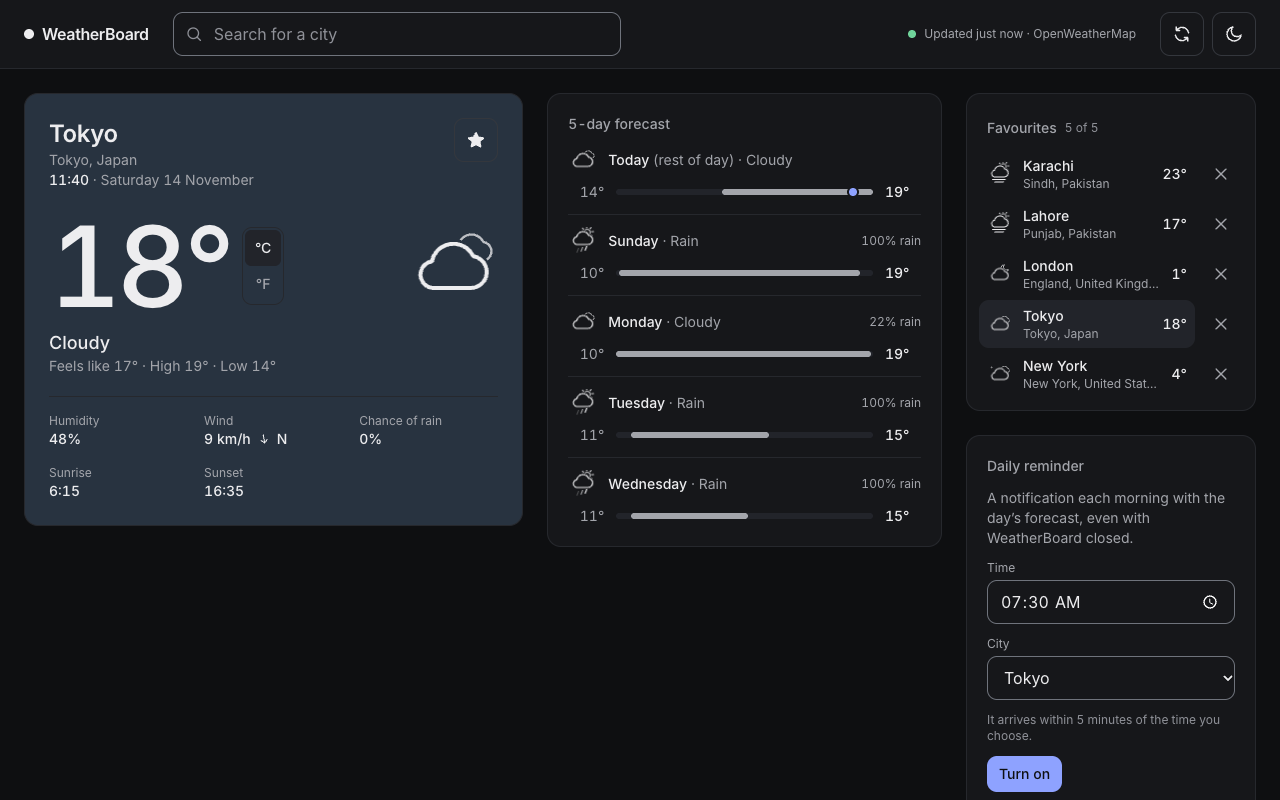 WeatherBoard
Search for a city
Updated just now · OpenWeatherMap
Tokyo
Tokyo, Japan
11:40 · Saturday 14 November
18°
°C
°F
Cloudy
Feels like 17° · High 19° · Low 14°
Humidity
48%
Wind
9 km/h ↓ N
Chance of rain
0%
Sunrise
6:15
Sunset
16:35
5-day forecast
Today (rest of day) · Cloudy
14° 19°
Sunday · Rain 100% rain
10° 19°
Monday · Cloudy 22% rain
10° 19°
Tuesday · Rain 100% rain
11° 15°
Wednesday · Rain 100% rain
11° 15°
Favourites 5 of 5
Karachi
Sindh, Pakistan
23°
Lahore
Punjab, Pakistan
17°
London
England, United Kingd…
1°
Tokyo
Tokyo, Japan
18°
New York
New York, United Stat…
4°
Daily reminder
A notification each morning with the
day’s forecast, even with
WeatherBoard closed.
Time
07:30 AM
City
Tokyo
It arrives within 5 minutes of the time you
choose.
Turn on